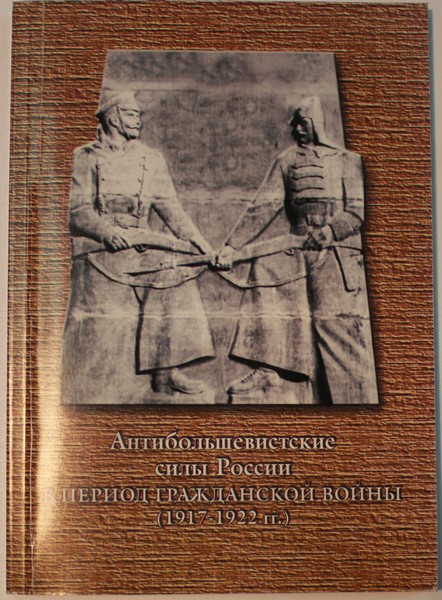 Антибольшевистские
силы России
В ПЕРИОД ГРАЖДАНСКОЙ ВОЙНЫ
(1917-1922 гг.)